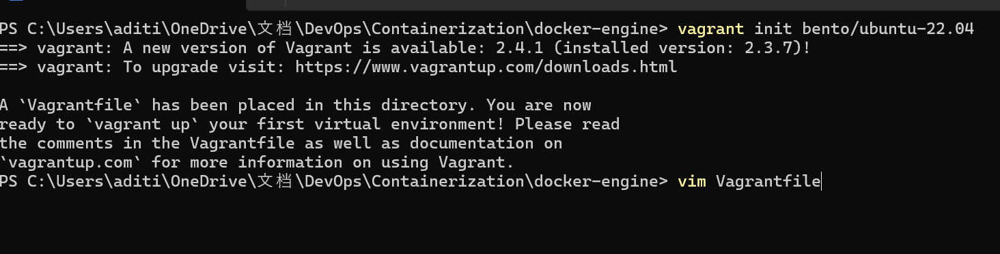 PS C:\Users\aditi\OneDrive\文档\DevOps\Containerization\docker-engine> vagrant init bento/ubuntu-22.04
==> vagrant: A new version of Vagrant is available: 2.4.1 (installed version: 2.3.7)!
==> vagrant: To upgrade visit: https://www.vagrantup.com/downloads.html
A `Vagrantfile` has been placed in this directory. You are now
ready to `vagrant up` your first virtual environment! Please read
the comments in the Vagrantfile as well as documentation on
`vagrantup.com` for more information on using Vagrant.
PS C:\Users\aditi\OneDrive\文档\DevOps\Containerization\docker-engine> vim Vagrantfile